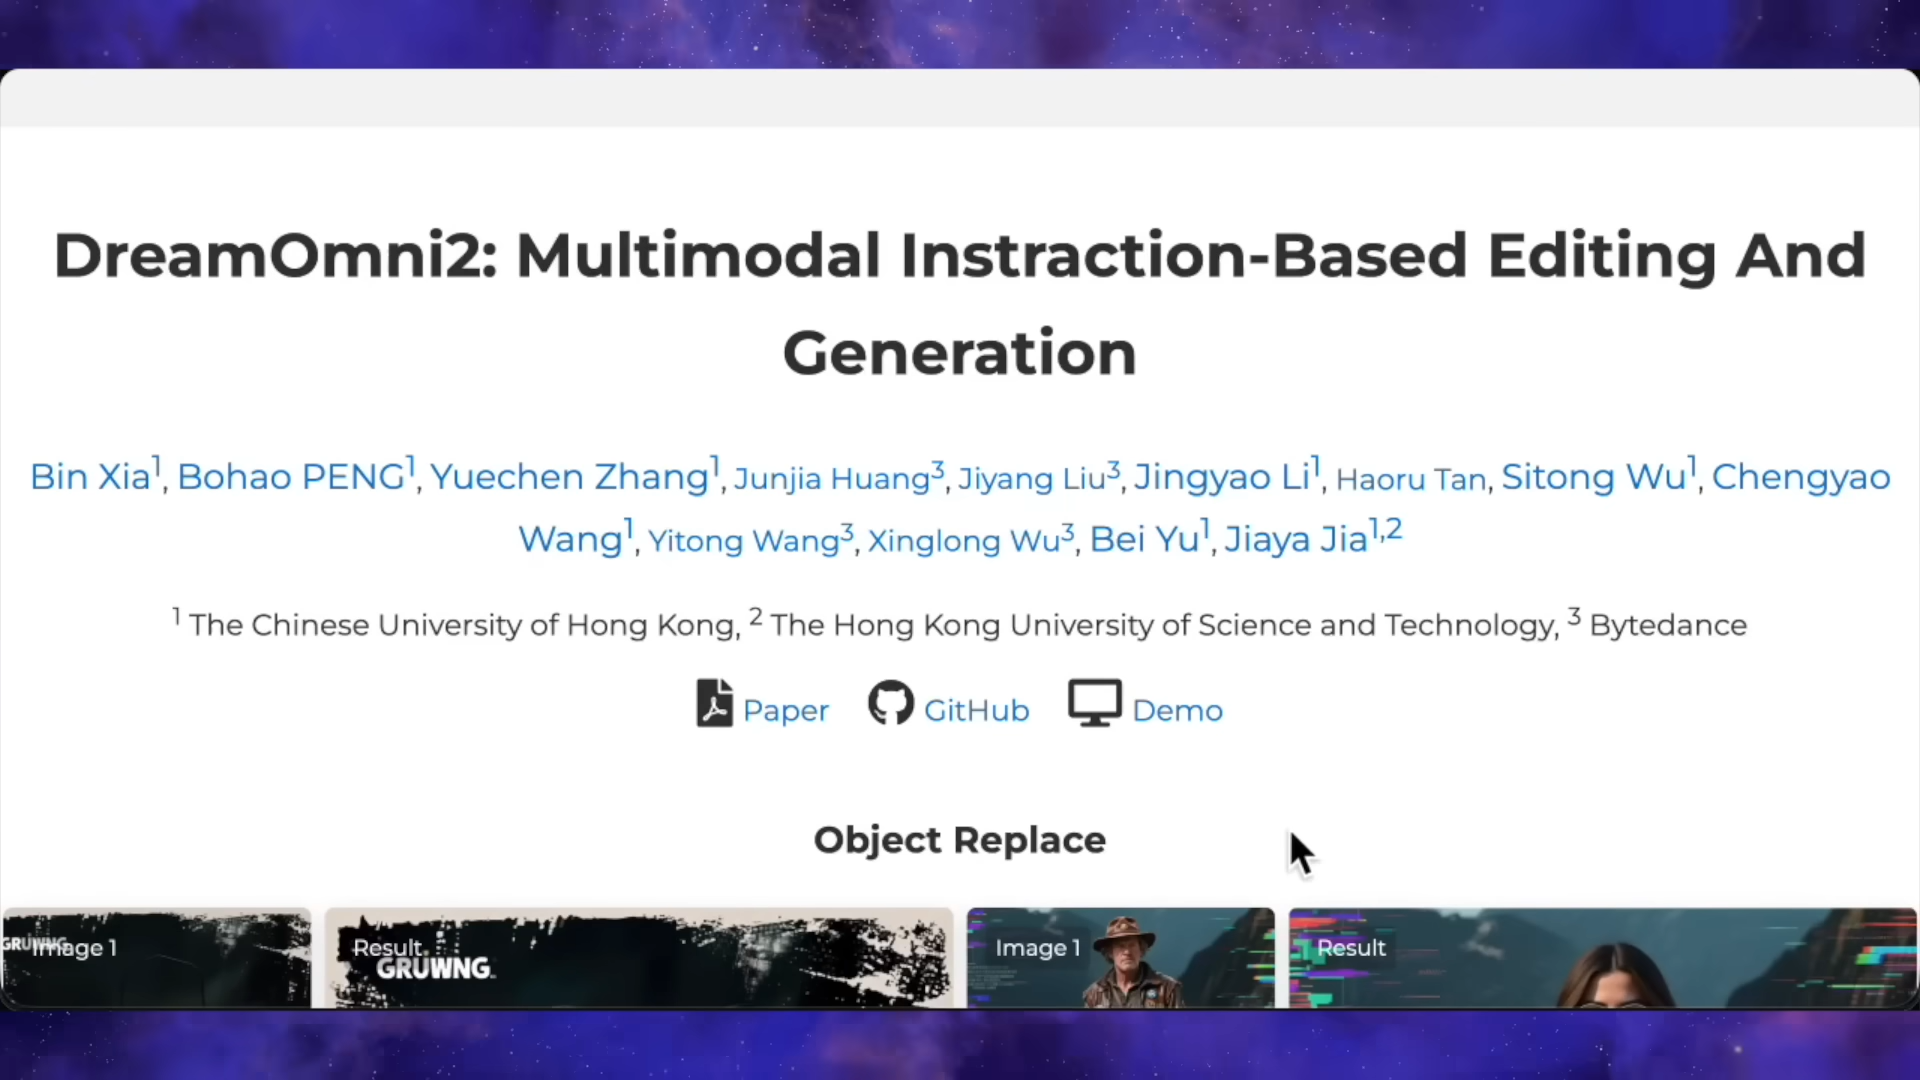 DreamOmni2: Multimodal Instraction-Based Editing And
Generation
Bin Xia¹, Bohao PENG¹, Yuechen Zhang¹, Junjia Huang³, Jiyang Liu³, Jingyao Li¹, Haoru Tan, Sitong Wu¹, Chengyao
Wang¹, Yitong Wang³, Xinglong Wu³, Bei Yu¹, Jiaya Jia¹,²
¹ The Chinese University of Hong Kong, ² The Hong Kong University of Science and Technology, ³ Bytedance
Paper GitHub Demo
Object Replace
GRUWNG Image 1 Result Image 1 Result
GRUWNG